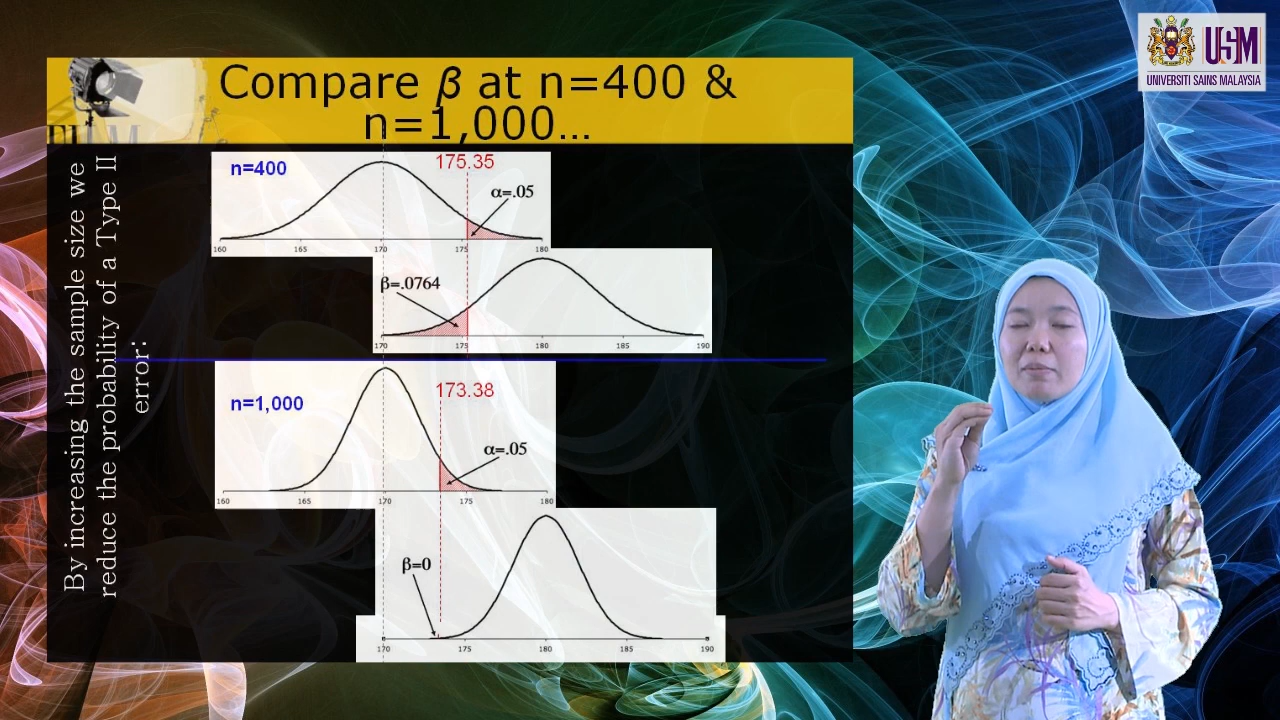 Compare β at n=400 &
n=1,000…
USM
UNIVERSITI SAINS MALAYSIA
FILM
By increasing the sample size we
reduce the probability of a Type II
error:
n=400
175.35
α=.05
160 165 170 175 180
β=.0764
170 175 180 185 190
n=1,000
173.38
α=.05
160 165 170 175 180
β=0
170 175 180 185 190